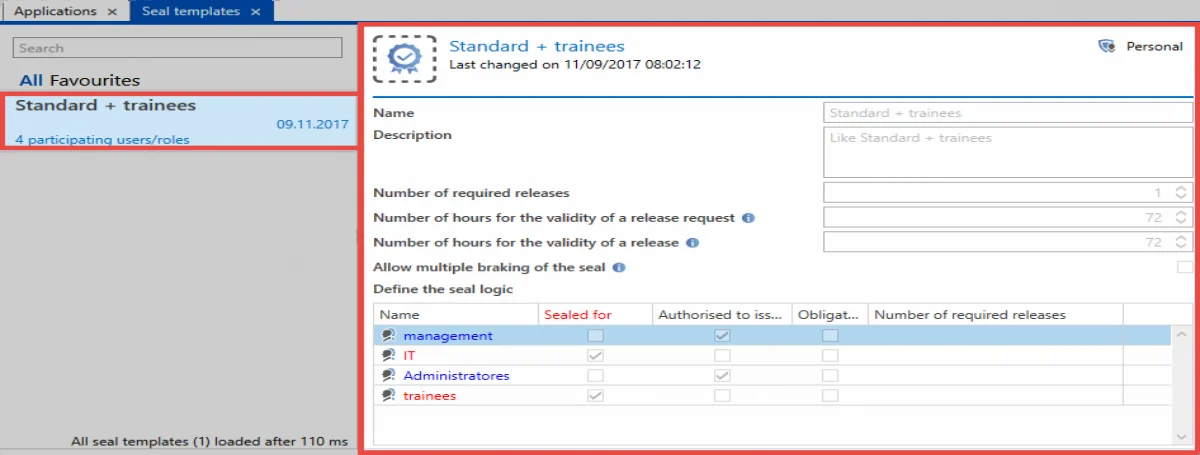 Applications ×
Seal templates ×
Search
All Favourites
Standard + trainees
09.11.2017
4 participating users/roles
All seal templates (1) loaded after 110 ms
Standard + trainees
Last changed on 11/09/2017 08:02:12
Personal
Name
Standard + trainees
Description
Like Standard + trainees
Number of required releases
1
Number of hours for the validity of a release request
72
Number of hours for the validity of a release
72
Allow multiple braking of the seal
Define the seal logic
Name Sealed for Authorised to iss... Obligat... Number of required releases
management
IT
Administratores
trainees